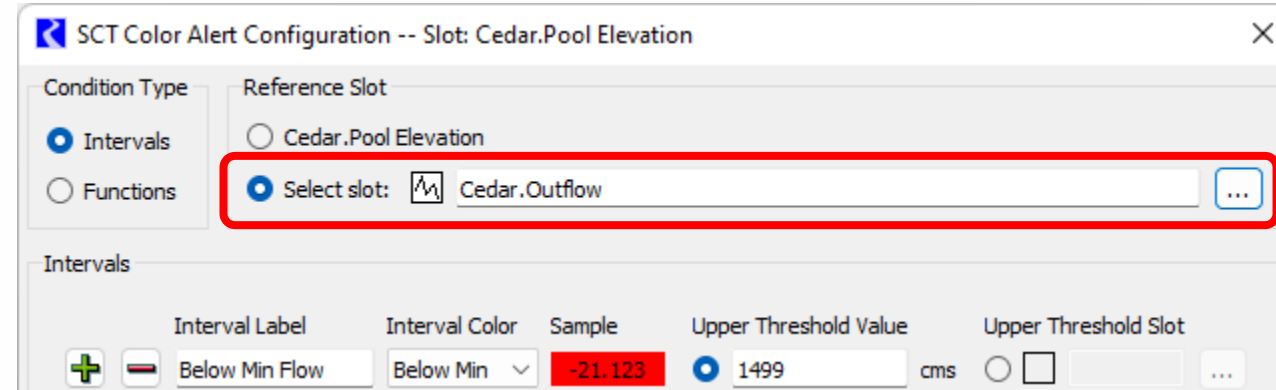 SCT Color Alert Configuration -- Slot: Cedar.Pool Elevation
Condition Type
Reference Slot
Intervals
Cedar.Pool Elevation
Functions
Select slot: Cedar.Outflow ...
Intervals
Interval Label Interval Color Sample Upper Threshold Value Upper Threshold Slot
Below Min Flow Below Min -21.123 1499 cms ...